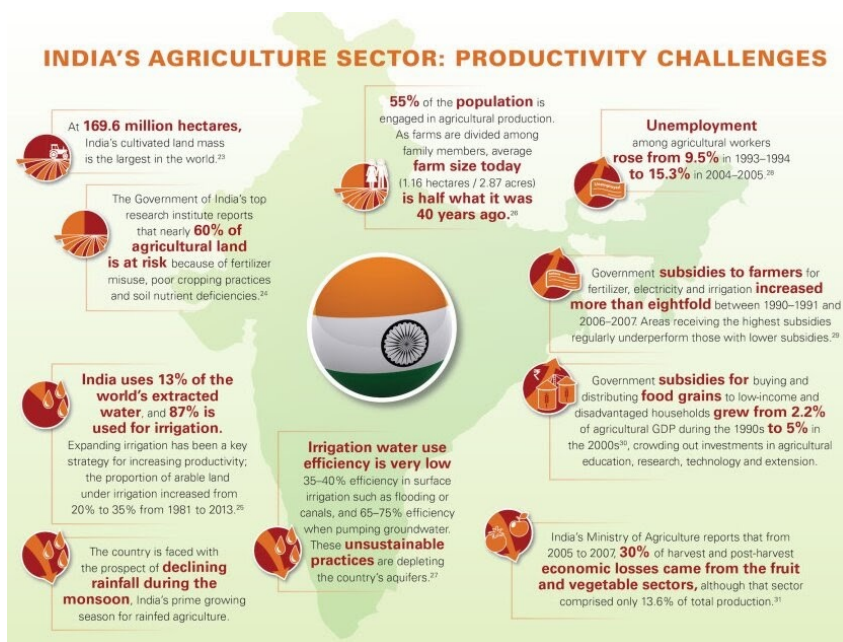 INDIA'S AGRICULTURE SECTOR: PRODUCTIVITY CHALLENGES
At 169.6 million hectares,
India's cultivated land mass
is the largest in the world.23
The Government of India's top
research institute reports
that nearly 60% of
agricultural land
is at risk because of fertilizer
misuse, poor cropping practices
and soil nutrient deficiencies.24
India uses 13% of the
world's extracted
water, and 87% is
used for irrigation.
Expanding irrigation has been a key
strategy for increasing productivity;
the proportion of arable land
under irrigation increased from
20% to 35% from 1981 to 2013.25
The country is faced with
the prospect of declining
rainfall during the
monsoon, India's prime growing
season for rainfed agriculture.
55% of the population is
engaged in agricultural production.
As farms are divided among
family members, average
farm size today
(1.16 hectares / 2.87 acres)
is half what it was
40 years ago.26
Irrigation water use
efficiency is very low
35–40% efficiency in surface
irrigation such as flooding or
canals, and 65–75% efficiency
when pumping groundwater.
These unsustainable
practices are depleting
the country's aquifers.27
Unemployment
among agricultural workers
rose from 9.5% in 1993–1994
to 15.3% in 2004–2005.28
Government subsidies to farmers for
fertilizer, electricity and irrigation increased
more than eightfold between 1990–1991 and
2006–2007. Areas receiving the highest subsidies
regularly underperform those with lower subsidies.29
₹
Government subsidies for buying and
distributing food grains to low-income and
disadvantaged households grew from 2.2%
of agricultural GDP during the 1990s to 5% in
the 2000s30, crowding out investments in agricultural
education, research, technology and extension.
India's Ministry of Agriculture reports that from
2005 to 2007, 30% of harvest and post-harvest
economic losses came from the fruit
and vegetable sectors, although that sector
comprised only 13.6% of total production.31